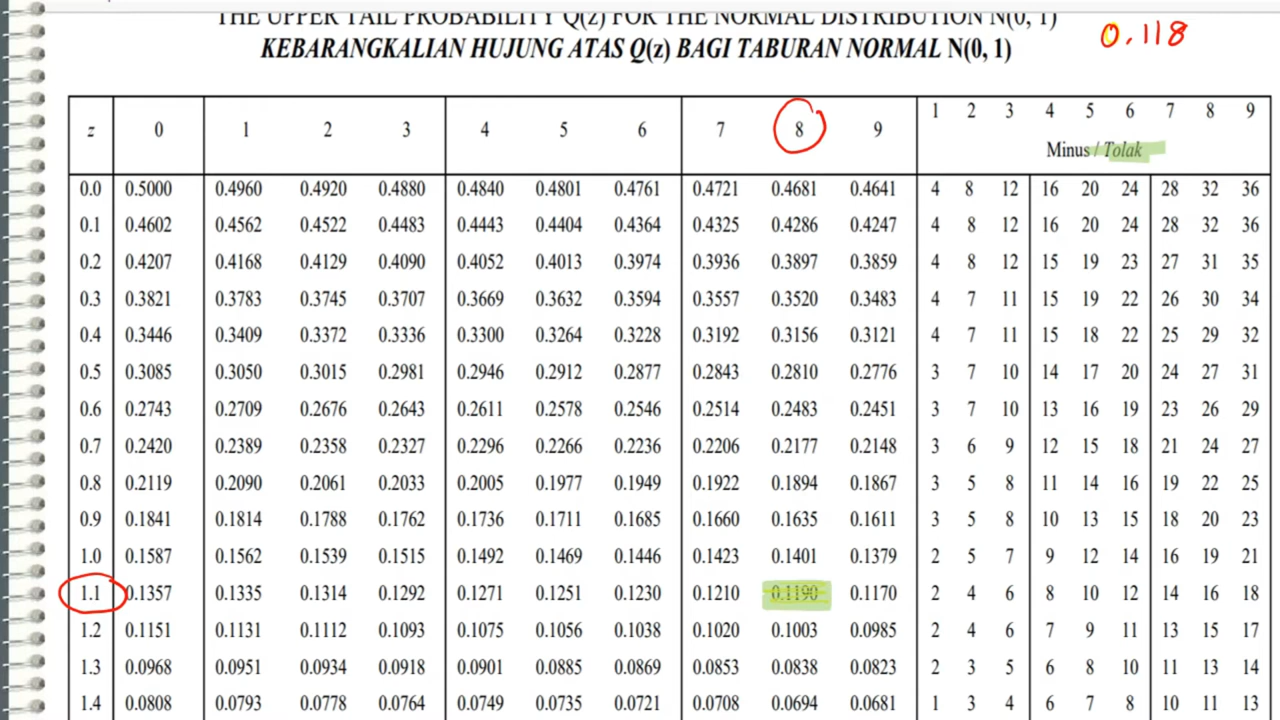 THE UPPER TAIL PROBABILITY Q(z) FOR THE NORMAL DISTRIBUTION N(0, 1)
0.118
KEBARANGKALIAN HUJUNG ATAS Q(z) BAGI TABURAN NORMAL N(0, 1)
z 0 1 2 3 4 5 6 7 8 9 1 2 3 4 5 6 7 8 9
Minus / Tolak
0.0 0.5000 0.4960 0.4920 0.4880 0.4840 0.4801 0.4761 0.4721 0.4681 0.4641 4 8 12 16 20 24 28 32 36
0.1 0.4602 0.4562 0.4522 0.4483 0.4443 0.4404 0.4364 0.4325 0.4286 0.4247 4 8 12 16 20 24 28 32 36
0.2 0.4207 0.4168 0.4129 0.4090 0.4052 0.4013 0.3974 0.3936 0.3897 0.3859 4 8 12 15 19 23 27 31 35
0.3 0.3821 0.3783 0.3745 0.3707 0.3669 0.3632 0.3594 0.3557 0.3520 0.3483 4 7 11 15 19 22 26 30 34
0.4 0.3446 0.3409 0.3372 0.3336 0.3300 0.3264 0.3228 0.3192 0.3156 0.3121 4 7 11 15 18 22 25 29 32
0.5 0.3085 0.3050 0.3015 0.2981 0.2946 0.2912 0.2877 0.2843 0.2810 0.2776 3 7 10 14 17 20 24 27 31
0.6 0.2743 0.2709 0.2676 0.2643 0.2611 0.2578 0.2546 0.2514 0.2483 0.2451 3 7 10 13 16 19 23 26 29
0.7 0.2420 0.2389 0.2358 0.2327 0.2296 0.2266 0.2236 0.2206 0.2177 0.2148 3 6 9 12 15 18 21 24 27
0.8 0.2119 0.2090 0.2061 0.2033 0.2005 0.1977 0.1949 0.1922 0.1894 0.1867 3 5 8 11 14 16 19 22 25
0.9 0.1841 0.1814 0.1788 0.1762 0.1736 0.1711 0.1685 0.1660 0.1635 0.1611 3 5 8 10 13 15 18 20 23
1.0 0.1587 0.1562 0.1539 0.1515 0.1492 0.1469 0.1446 0.1423 0.1401 0.1379 2 5 7 9 12 14 16 19 21
1.1 0.1357 0.1335 0.1314 0.1292 0.1271 0.1251 0.1230 0.1210 0.1190 0.1170 2 4 6 8 10 12 14 16 18
1.2 0.1151 0.1131 0.1112 0.1093 0.1075 0.1056 0.1038 0.1020 0.1003 0.0985 2 4 6 7 9 11 13 15 17
1.3 0.0968 0.0951 0.0934 0.0918 0.0901 0.0885 0.0869 0.0853 0.0838 0.0823 2 3 5 6 8 10 11 13 14
1.4 0.0808 0.0793 0.0778 0.0764 0.0749 0.0735 0.0721 0.0708 0.0694 0.0681 1 3 4 6 7 8 10 11 13